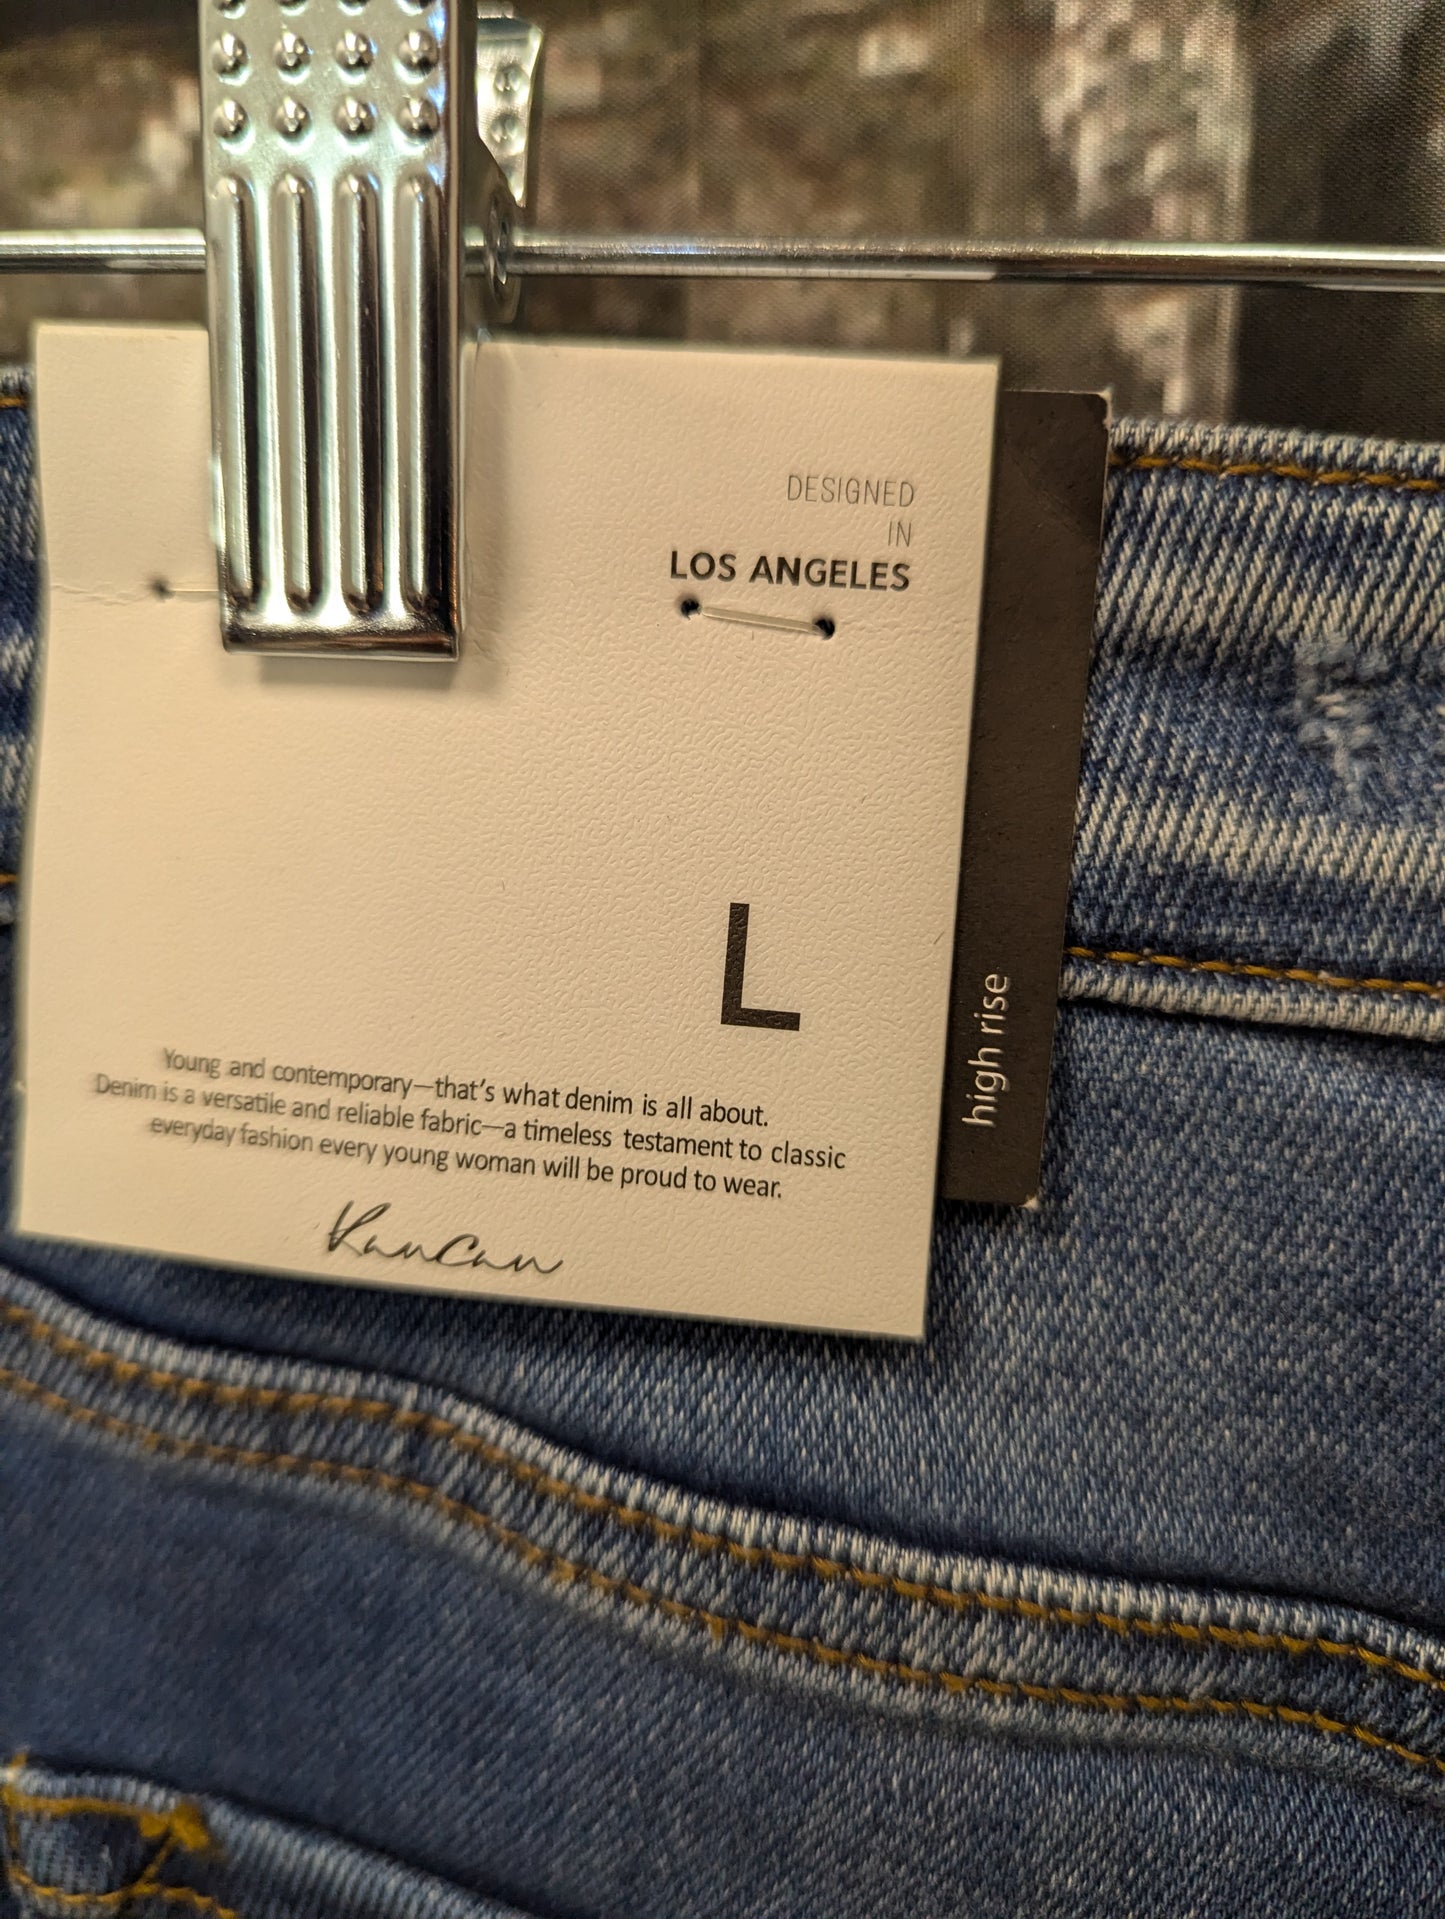 DESIGNED
IN
LOS ANGELES
L
Young and contemporary—that's what denim is all about.
Denim is a versatile and reliable fabric—a timeless testament to classic
everyday fashion every young woman will be proud to wear.
KanCan
high rise